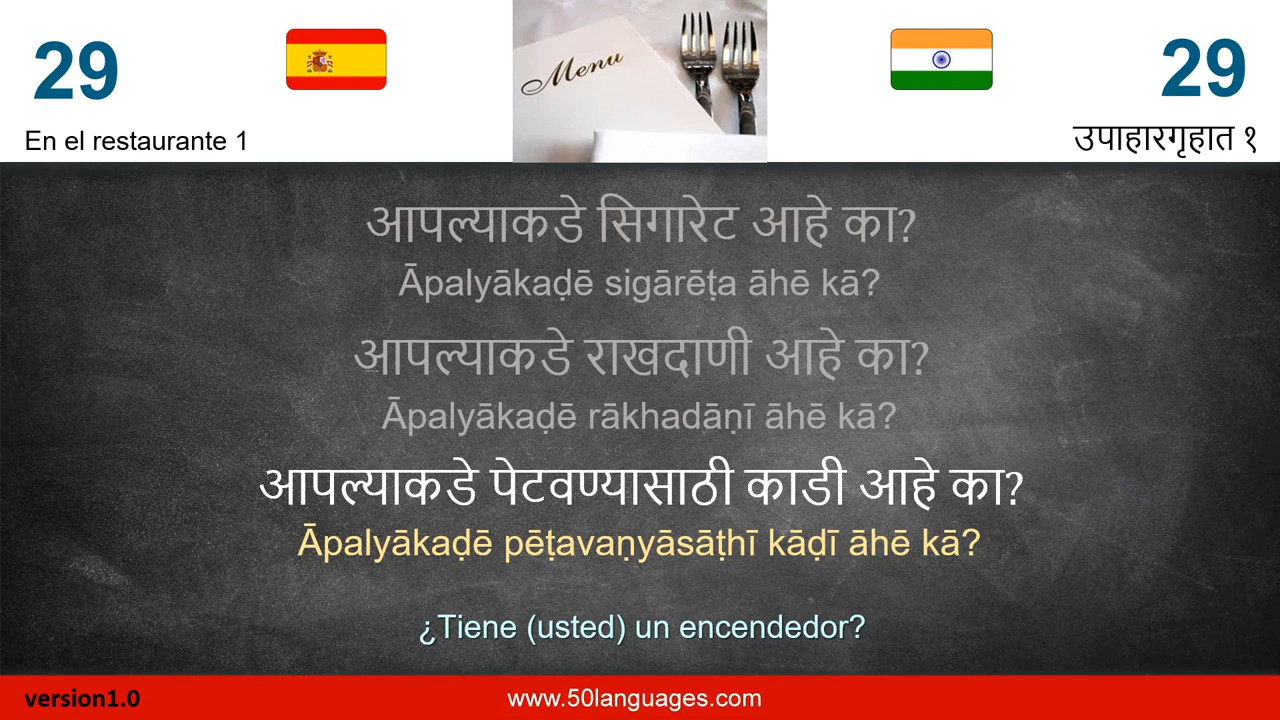 29
29
Menu
En el restaurante 1
उपाहारगृहात १
आपल्याकडे सिगारेट आहे का?
Āpalyākaḍē sigārēṭa āhē kā?
आपल्याकडे राखदाणी आहे का?
Āpalyākaḍē rākhadāṇī āhē kā?
आपल्याकडे पेटवण्यासाठी काडी आहे का?
Āpalyākaḍē pēṭavaṇyāsāṭhī kāḍī āhē kā?
¿Tiene (usted) un encendedor?
version1.0
www.50languages.com